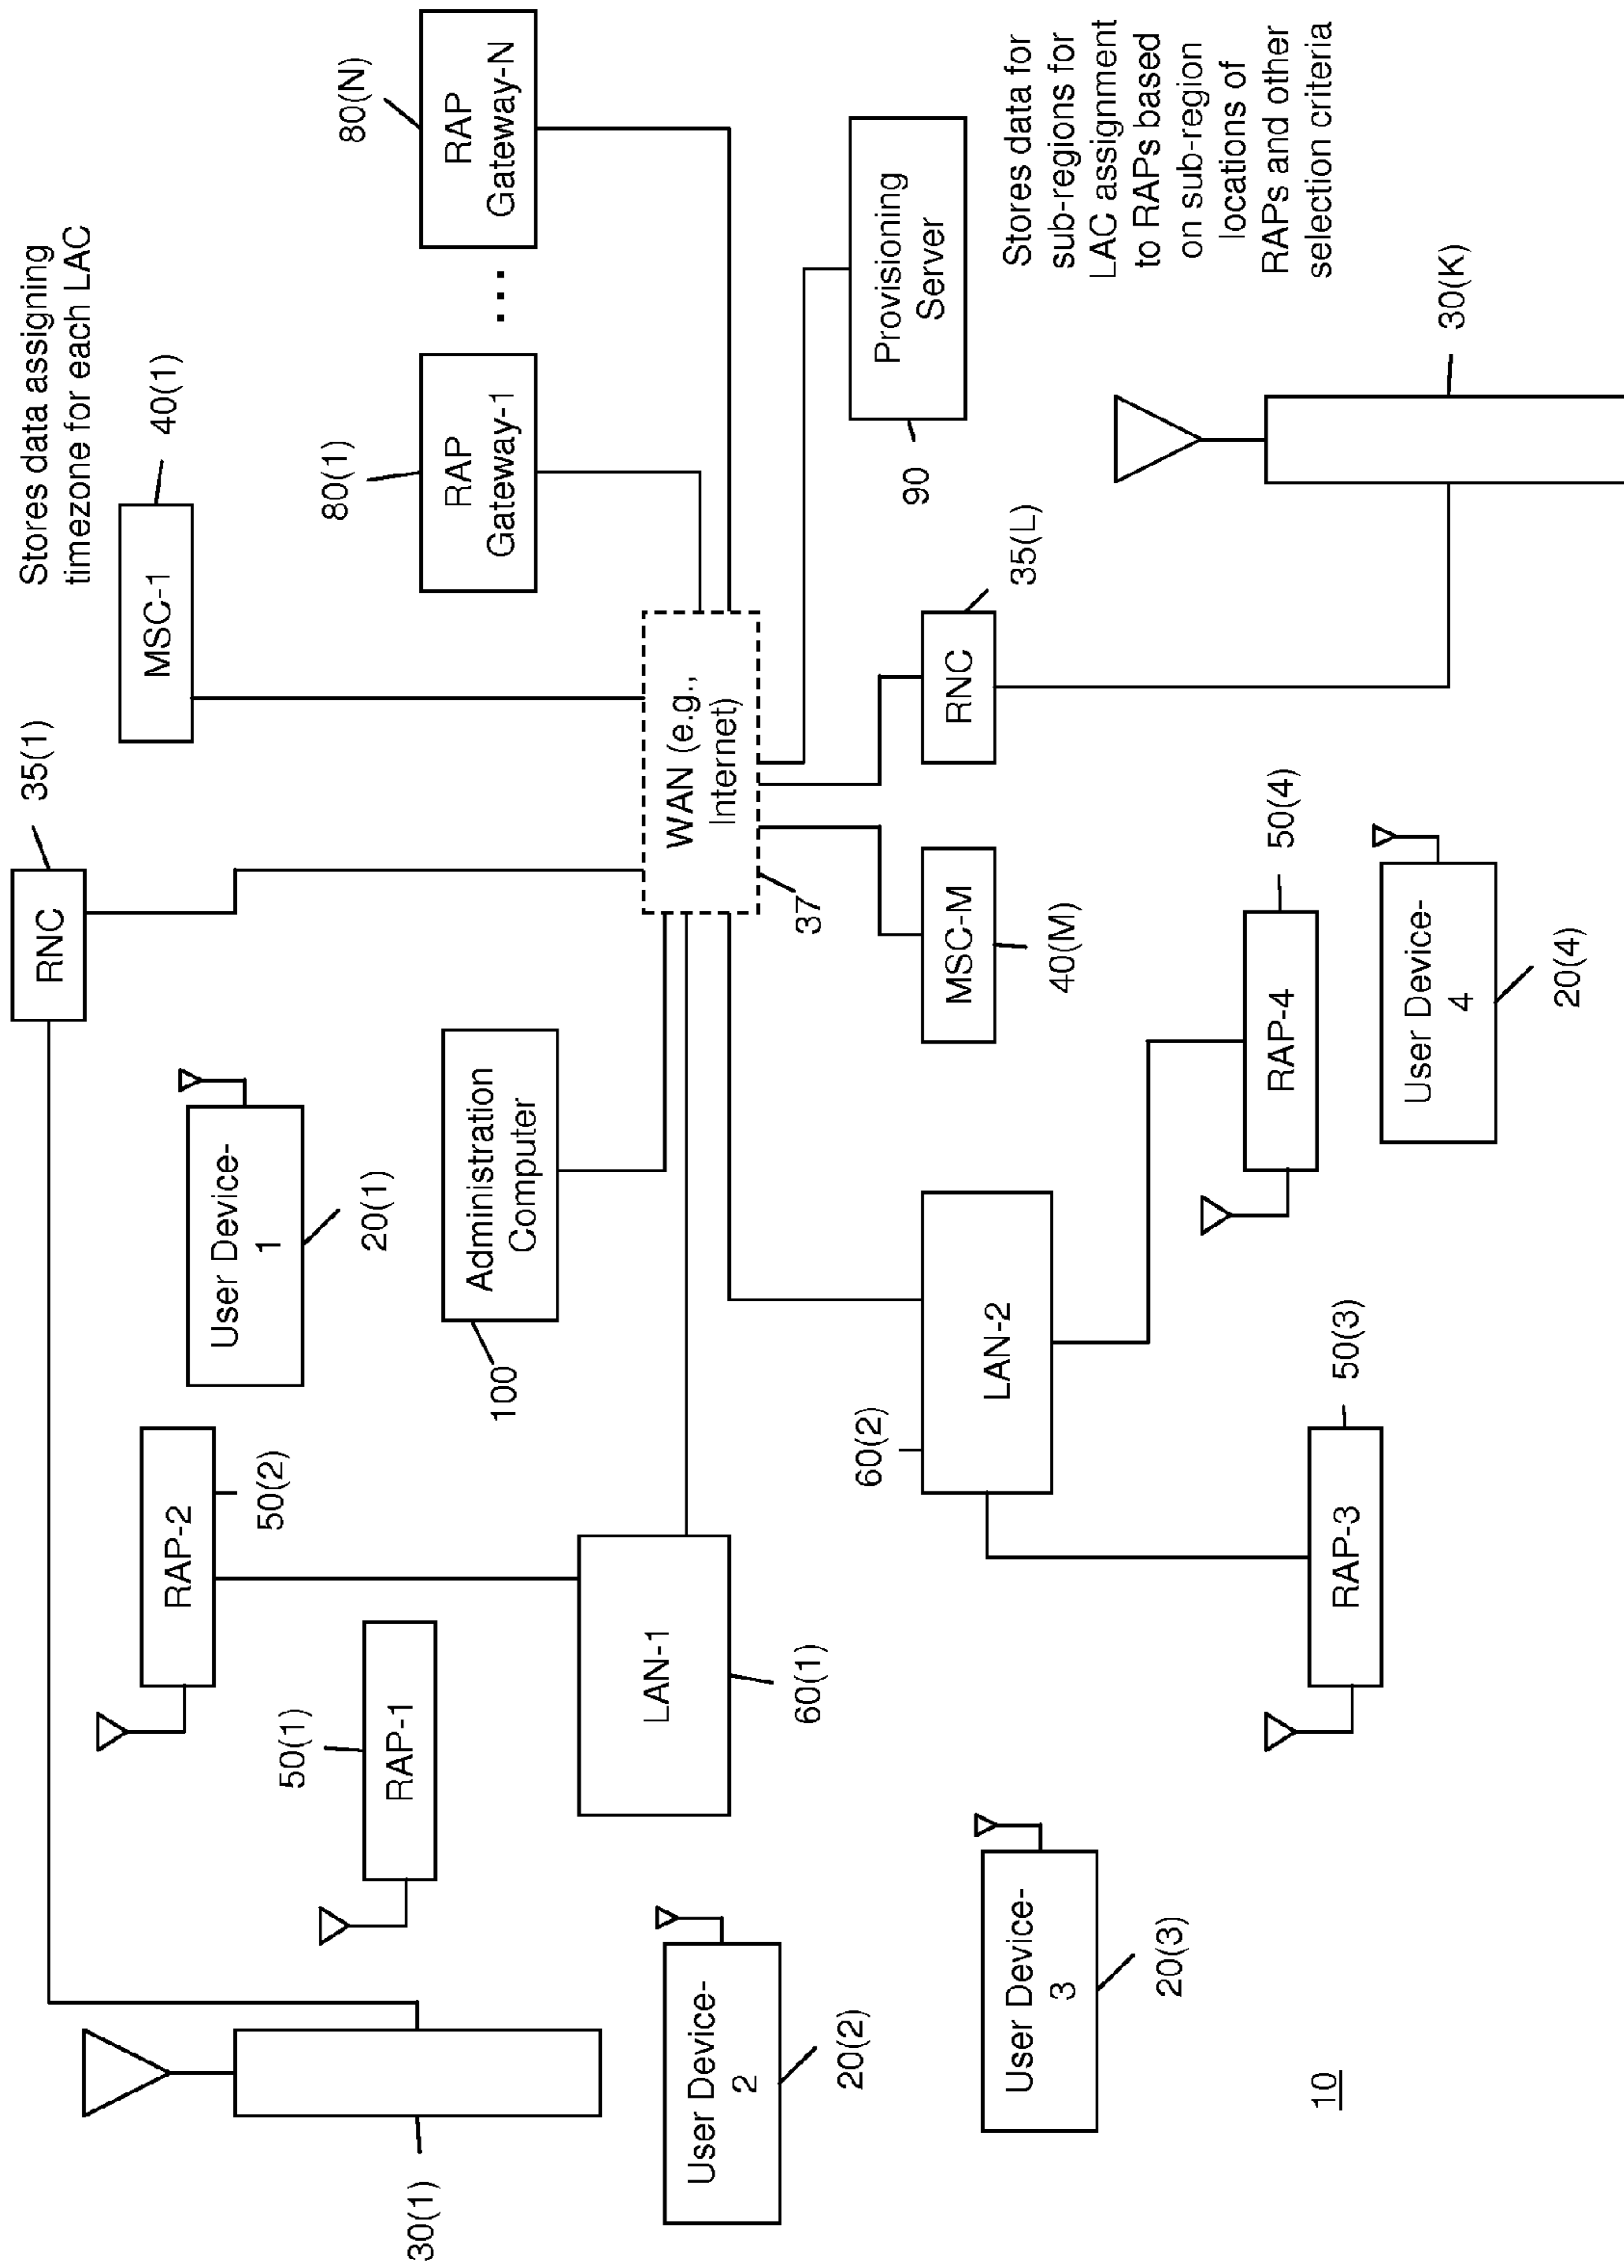 Stores data assigning
timezone for each LAC
35(1)
RNC
40(1)
MSC-1
80(1)
RAP
Gateway-1
...
80(N)
RAP
Gateway-N
30(1)
50(2)
RAP-2
50(1)
RAP-1
User Device-
1
20(1)
100
Administration
Computer
WAN (e.g.,
Internet)
37
Provisioning
Server
90
Stores data for
sub-regions for
LAC assignment
to RAPs based
on sub-region
locations of
RAPs and other
selection criteria
User Device-
2
20(2)
LAN-1
60(1)
60(2)
LAN-2
MSC-M
40(M)
RNC
35(L)
30(K)
User Device-
3
20(3)
RAP-3
50(3)
RAP-4
50(4)
User Device-
4
20(4)
10